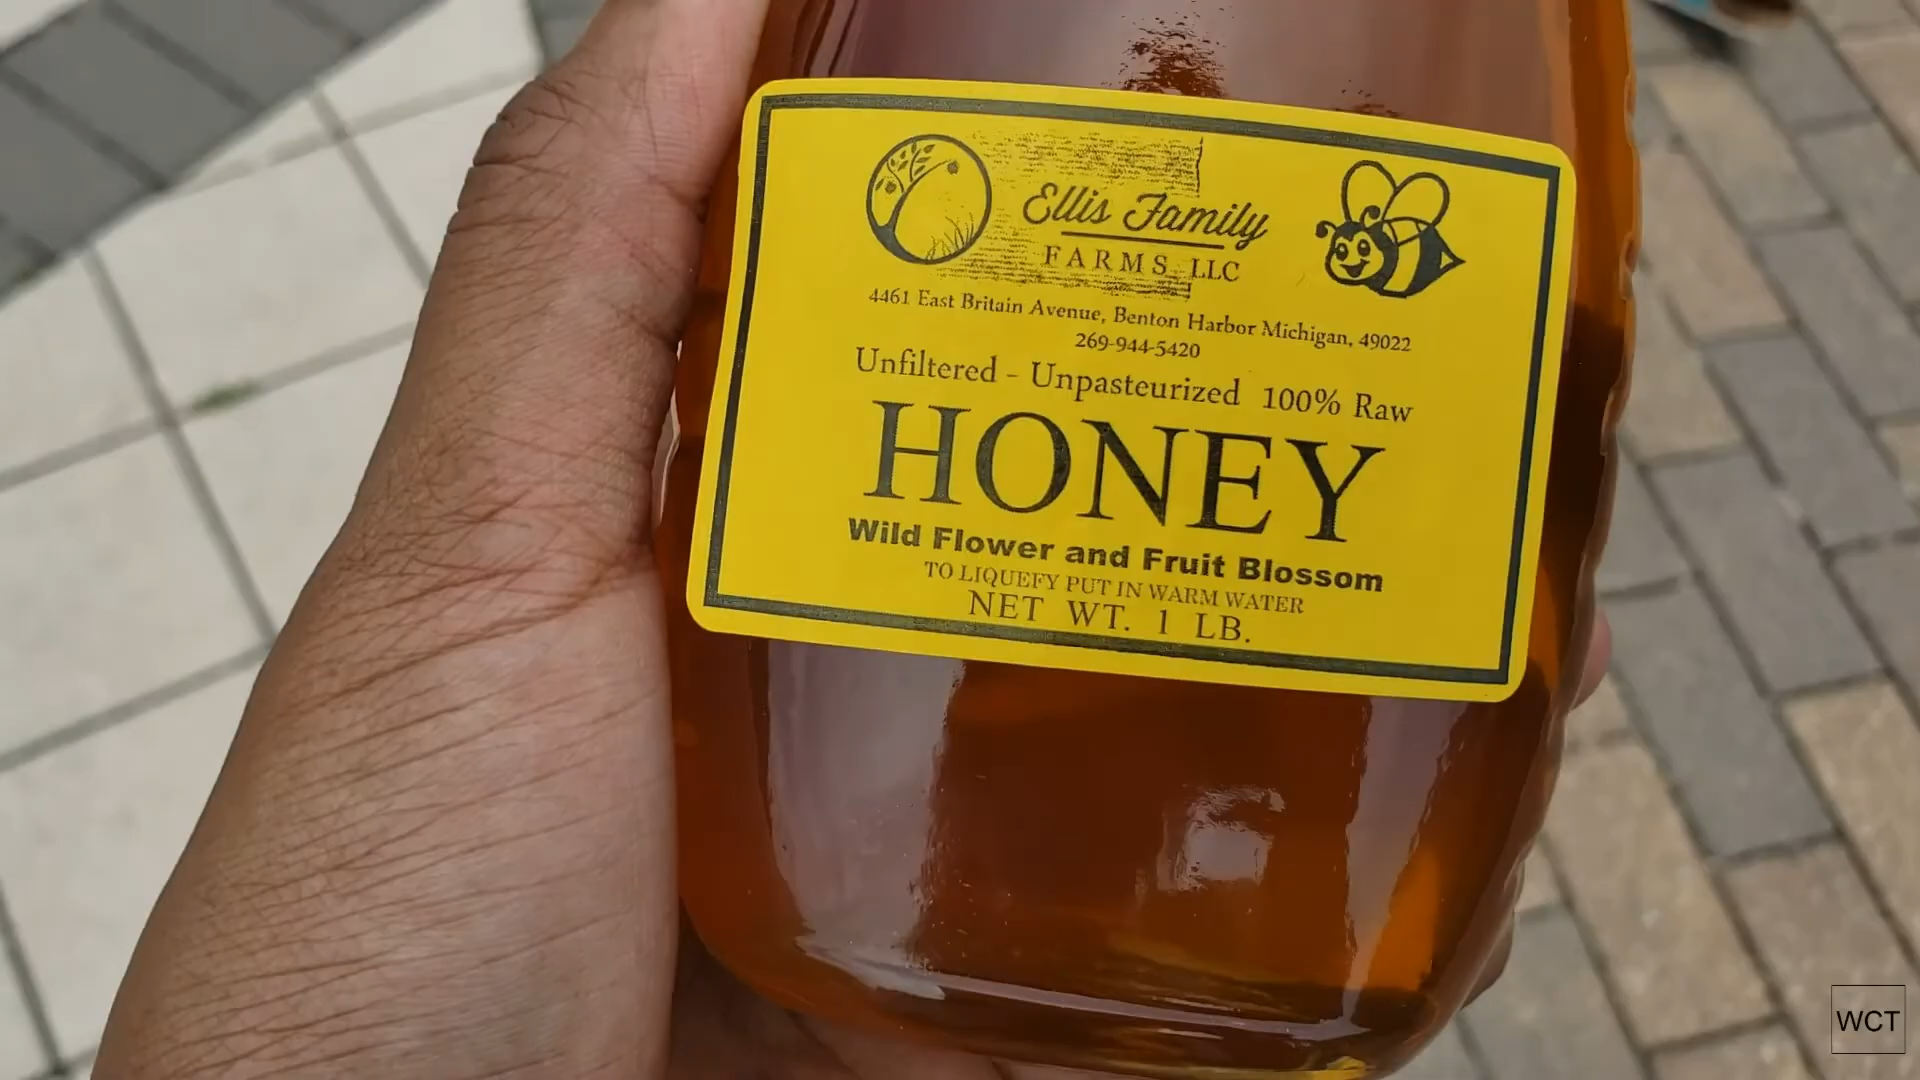 Ellis Family
FARMS, LLC
4461 East Britain Avenue, Benton Harbor Michigan, 49022
269-944-5420
Unfiltered - Unpasteurized 100% Raw
HONEY
Wild Flower and Fruit Blossom
TO LIQUEFY PUT IN WARM WATER
NET WT. 1 LB.
WCT